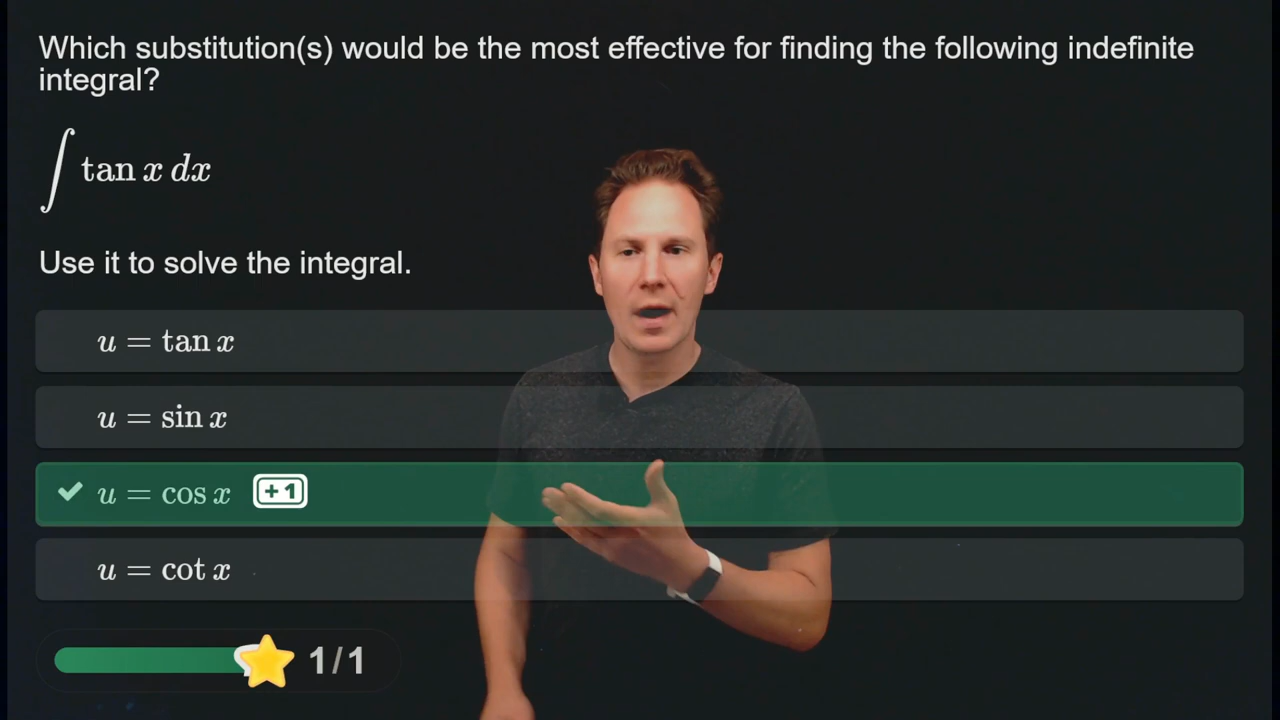 Which substitution(s) would be the most effective for finding the following indefinite
integral?
∫ tan x dx
Use it to solve the integral.
u = tan x
u = sin x
u = cos x +1
u = cot x
1/1